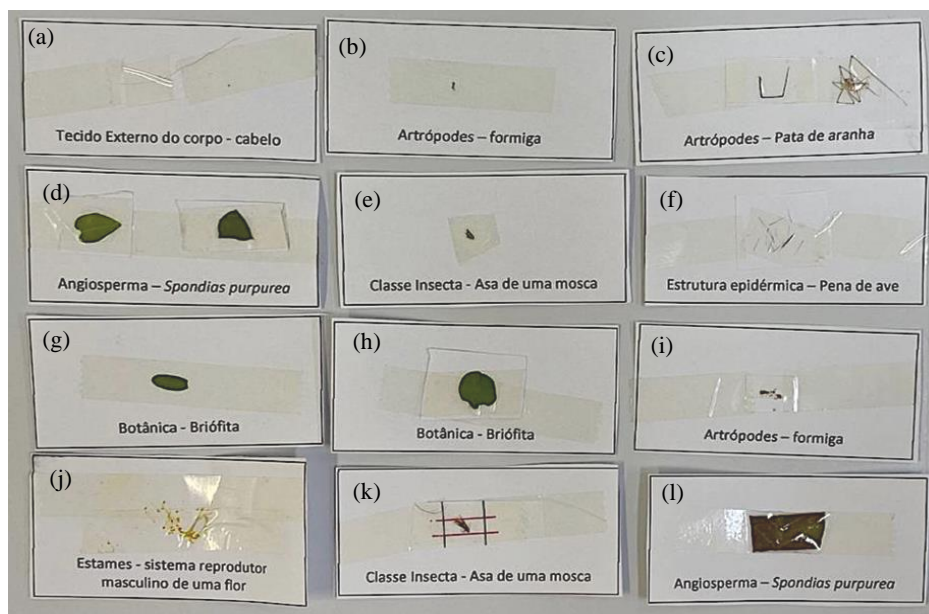 (a)
Tecido Externo do corpo - cabelo
(b)
Artrópodes – formiga
(c)
Artrópodes – Pata de aranha
(d)
Angiosperma – Spondias purpurea
(e)
Classe Insecta - Asa de uma mosca
(f)
Estrutura epidérmica – Pena de ave
(g)
Botânica - Briófita
(h)
Botânica - Briófita
(i)
Artrópodes – formiga
(j)
Estames - sistema reprodutor
masculino de uma flor
(k)
Classe Insecta - Asa de uma mosca
(l)
Angiosperma – Spondias purpurea